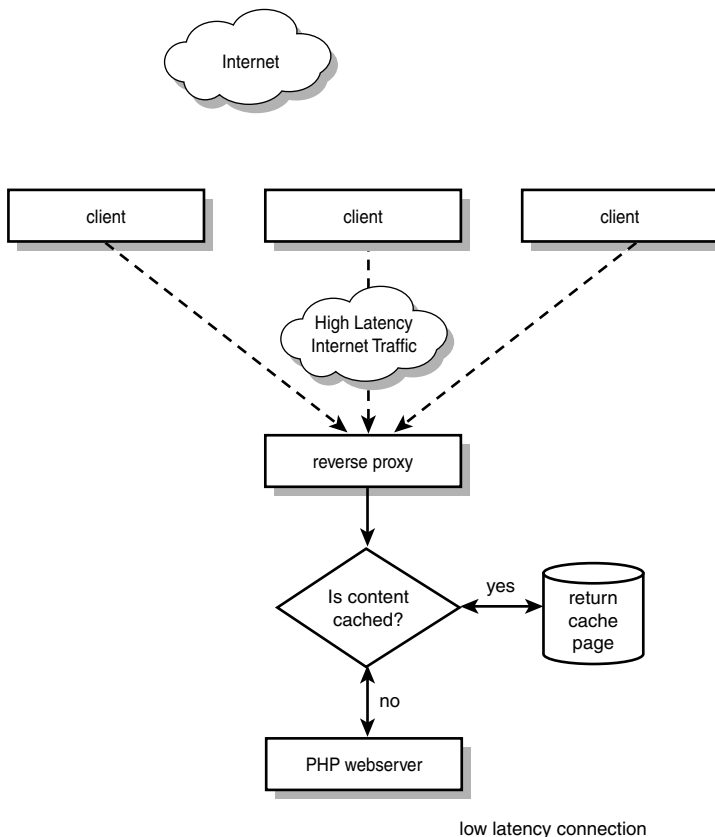 Internet
client
client
client
High Latency
Internet Traffic
reverse proxy
Is content
cached?
yes
return
cache
page
no
PHP webserver
low latency connection